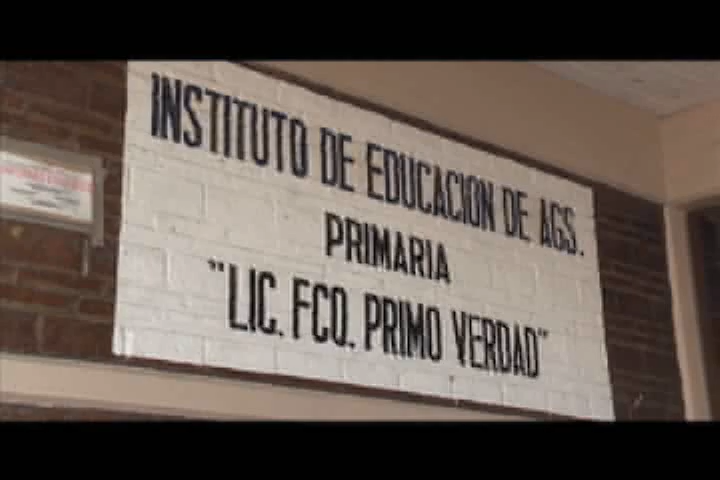 INSTITUTO DE EDUCACION DE AGS.
PRIMARIA
"LIC. FCO. PRIMO VERDAD"